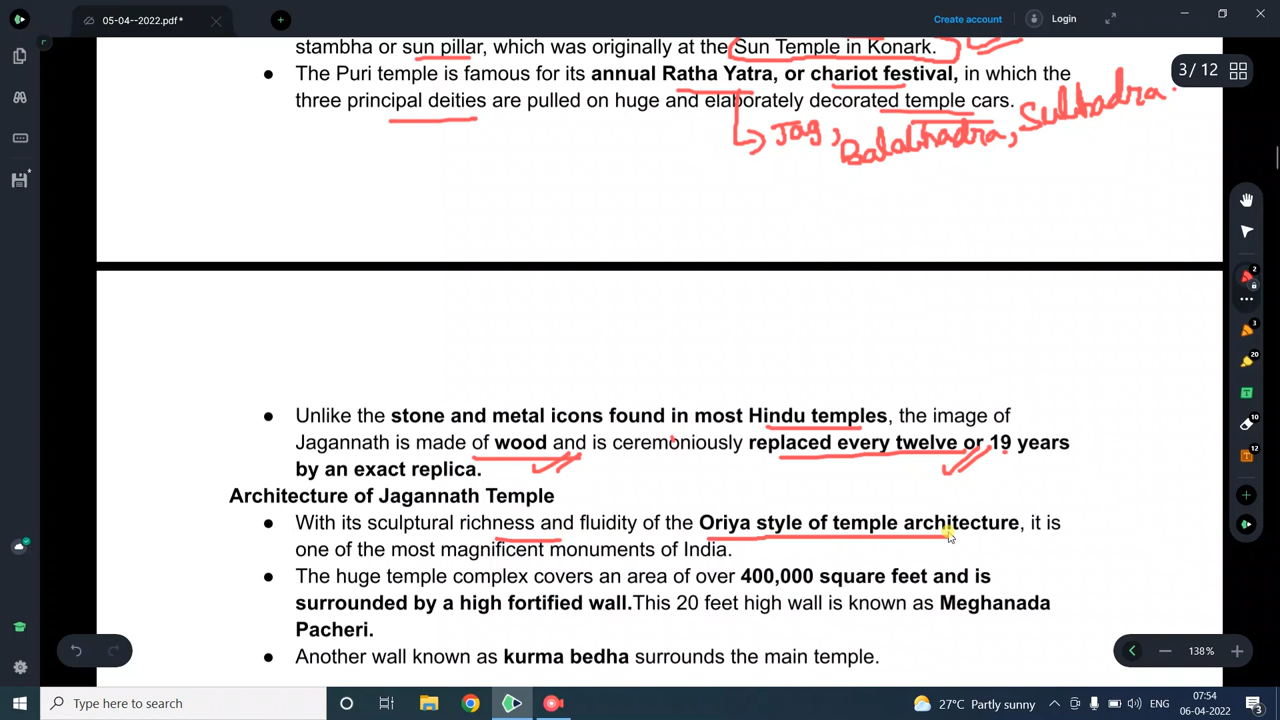 05-04--2022.pdf*
Create account
Login
stambha or sun pillar, which was originally at the Sun Temple in Konark.
3 / 12
● The Puri temple is famous for its annual Ratha Yatra, or chariot festival, in which the
three principal deities are pulled on huge and elaborately decorated temple cars.
Jag, Balabhadra, Subhadra.
● Unlike the stone and metal icons found in most Hindu temples, the image of
Jagannath is made of wood and is ceremoniously replaced every twelve or 19 years
by an exact replica.
Architecture of Jagannath Temple
● With its sculptural richness and fluidity of the Oriya style of temple architecture, it is
one of the most magnificent monuments of India.
● The huge temple complex covers an area of over 400,000 square feet and is
surrounded by a high fortified wall.This 20 feet high wall is known as Meghanada
Pacheri.
● Another wall known as kurma bedha surrounds the main temple.
138%
2
3
20
10
12
Type here to search
27°C Partly sunny
ENG
07:54
06-04-2022
3